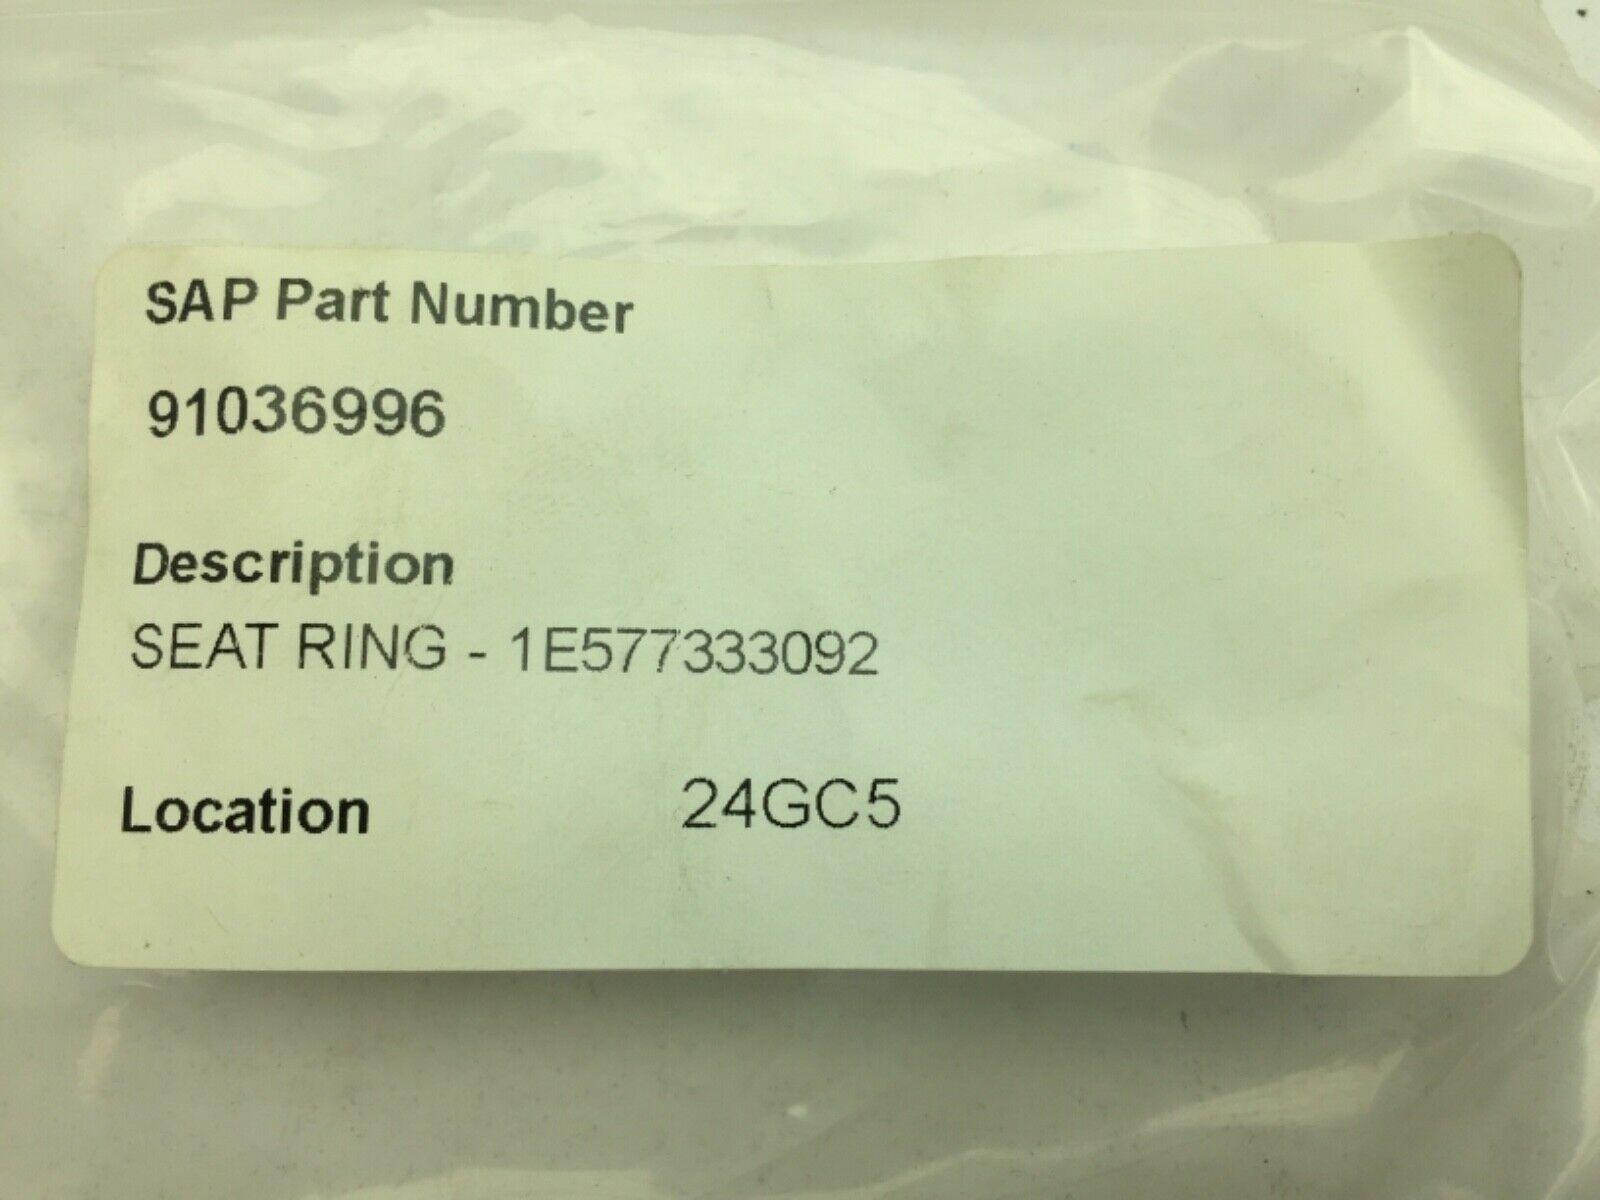 SAP Part Number
91036996
Description
SEAT RING - 1E577333092
Location 24GC5